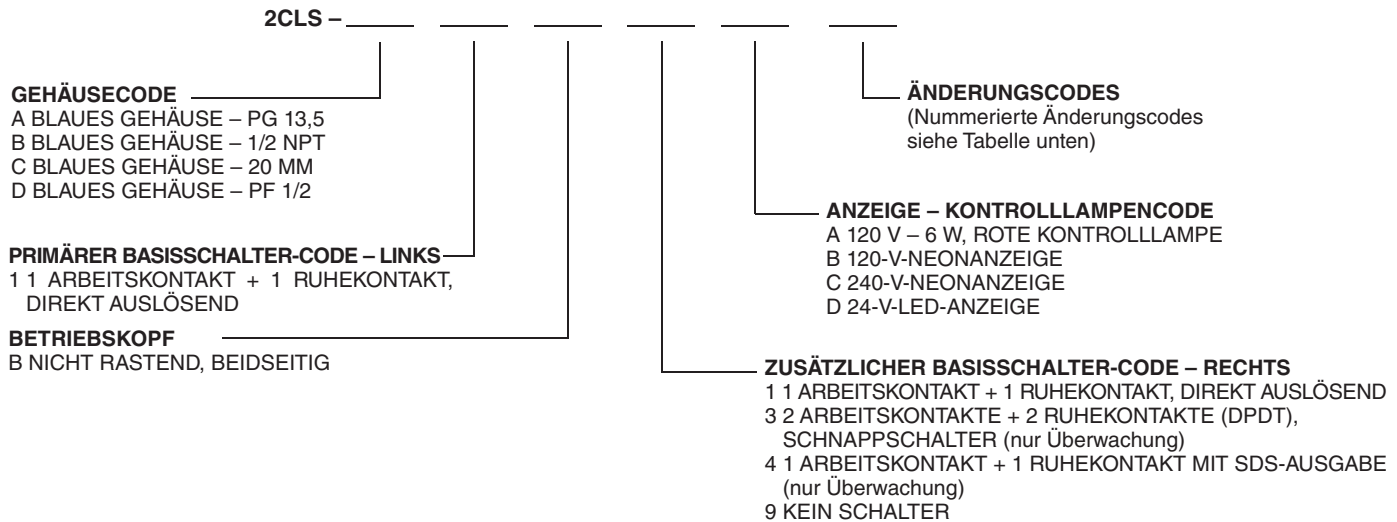 2CLS –
GEHÄUSECODE
A BLAUES GEHÄUSE – PG 13,5
B BLAUES GEHÄUSE – 1/2 NPT
C BLAUES GEHÄUSE – 20 MM
D BLAUES GEHÄUSE – PF 1/2
PRIMÄRER BASISSCHALTER-CODE – LINKS
1 1 ARBEITSKONTAKT + 1 RUHEKONTAKT,
DIREKT AUSLÖSEND
BETRIEBSKOPF
B NICHT RASTEND, BEIDSEITIG
ÄNDERUNGSCODES
(Nummerierte Änderungscodes
siehe Tabelle unten)
ANZEIGE – KONTROLLLAMPENCODE
A 120 V – 6 W, ROTE KONTROLLLAMPE
B 120-V-NEONANZEIGE
C 240-V-NEONANZEIGE
D 24-V-LED-ANZEIGE
ZUSÄTZLICHER BASISSCHALTER-CODE – RECHTS
1 1 ARBEITSKONTAKT + 1 RUHEKONTAKT, DIREKT AUSLÖSEND
3 2 ARBEITSKONTAKTE + 2 RUHEKONTAKTE (DPDT),
SCHNAPPSCHALTER (nur Überwachung)
4 1 ARBEITSKONTAKT + 1 RUHEKONTAKT MIT SDS-AUSGABE
(nur Überwachung)
9 KEIN SCHALTER